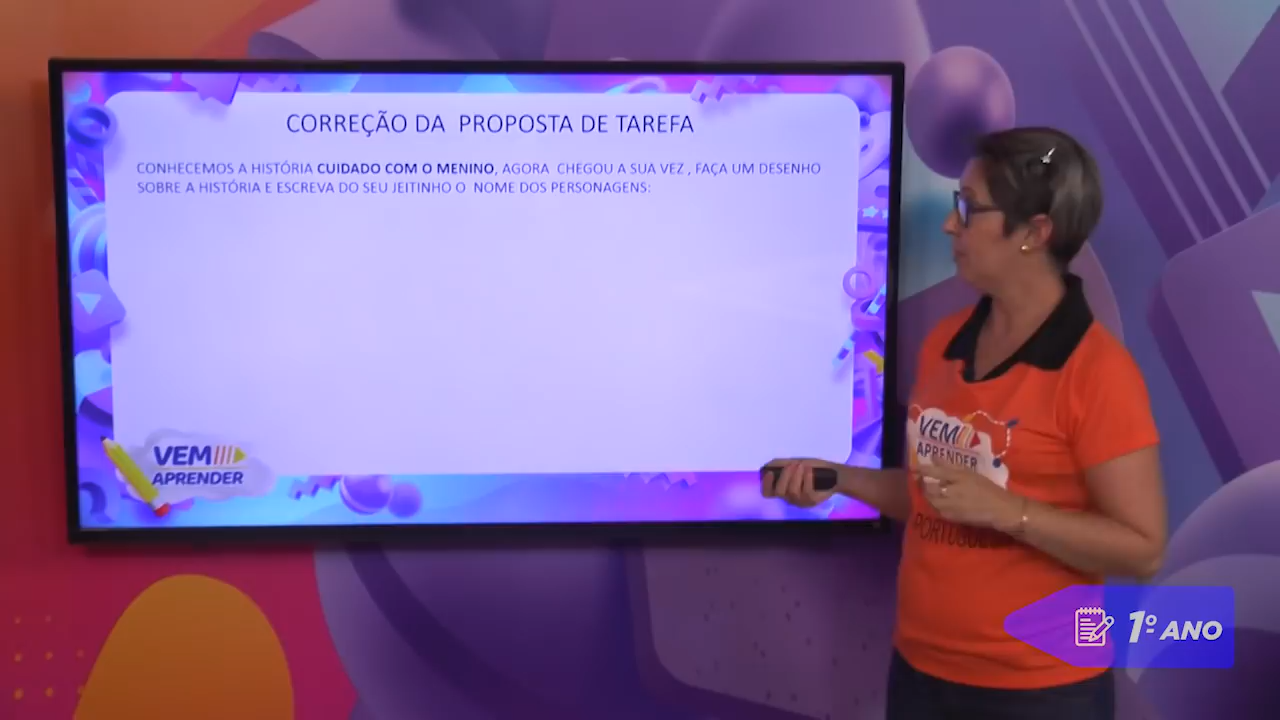 CORREÇÃO DA PROPOSTA DE TAREFA
CONHECEMOS A HISTÓRIA CUIDADO COM O MENINO, AGORA CHEGOU A SUA VEZ , FAÇA UM DESENHO
SOBRE A HISTÓRIA E ESCREVA DO SEU JEITINHO O NOME DOS PERSONAGENS:
VEM
APRENDER
VEM
APRENDER
PORTUGUÊS
1º ANO